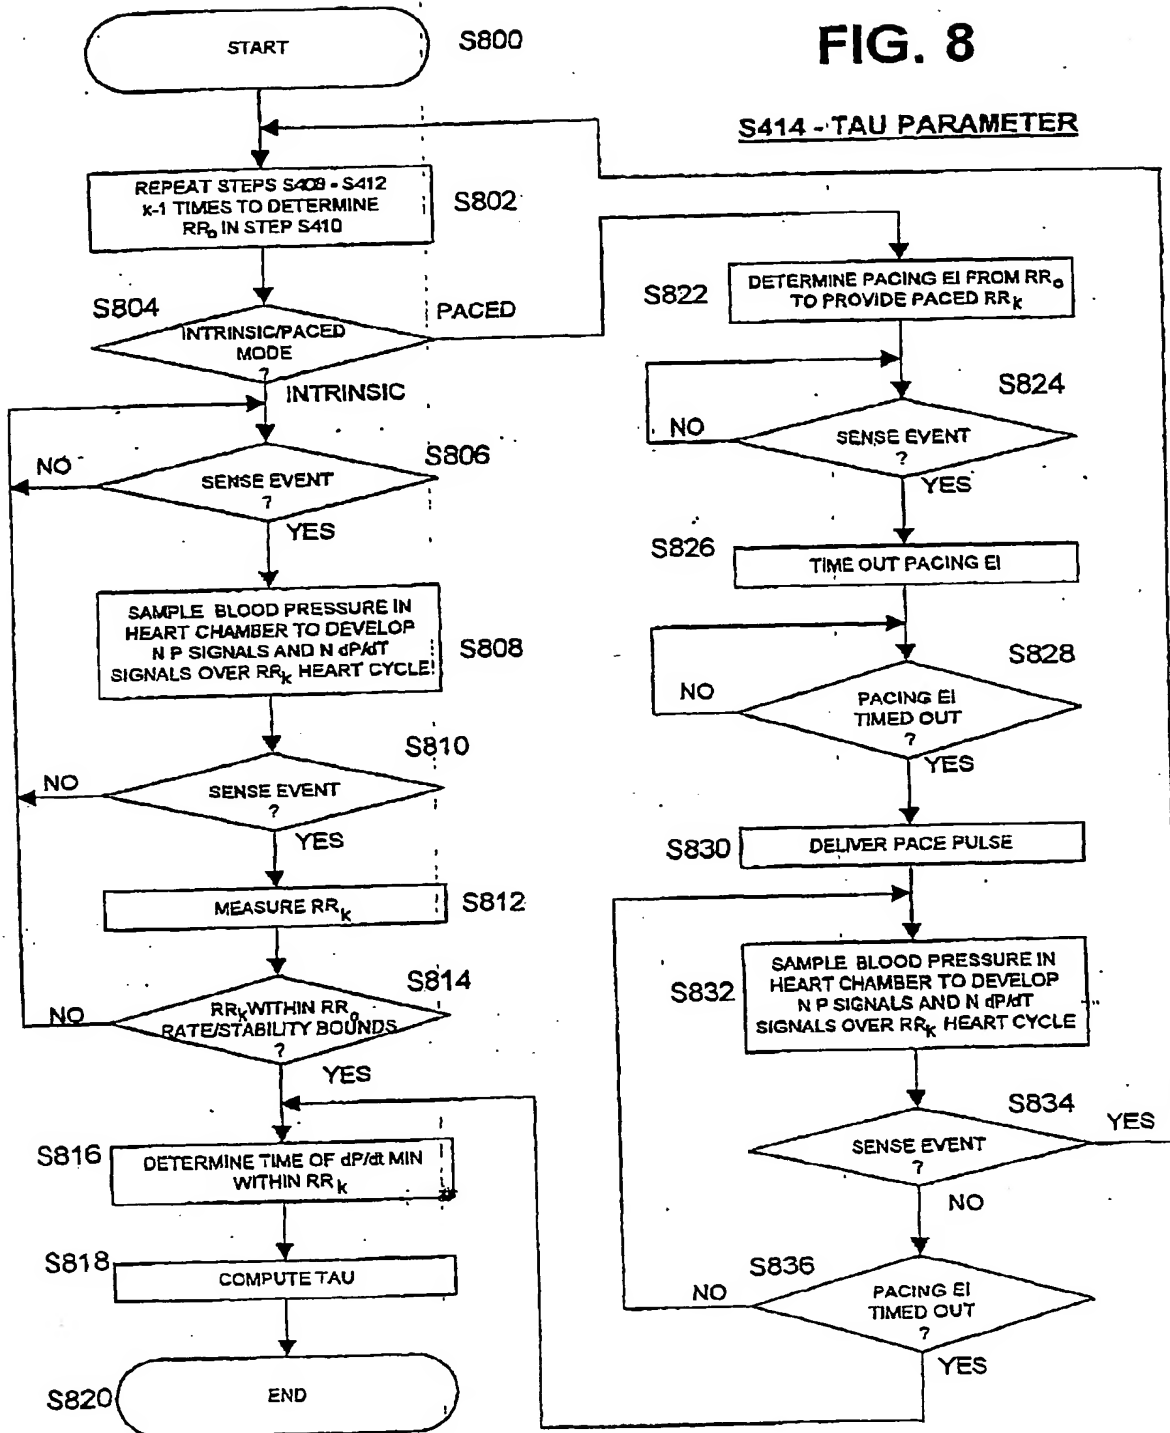 FIG. 8
S414 - TAU PARAMETER
START
S800
REPEAT STEPS S408 - S412
K-1 TIMES TO DETERMINE
RRo IN STEP S410
S802
S804
INTRINSIC/PACED
MODE
?
PACED
INTRINSIC
S806
SENSE EVENT
?
NO
YES
SAMPLE BLOOD PRESSURE IN
HEART CHAMBER TO DEVELOP
N P SIGNALS AND N dP/dT
SIGNALS OVER RRk HEART CYCLE
S808
S810
SENSE EVENT
?
NO
YES
MEASURE RRk
S812
S814
RRk WITHIN RRo
RATE/STABILITY BOUNDS
?
NO
YES
S816
DETERMINE TIME OF dP/dt MIN
WITHIN RRk
S818
COMPUTE TAU
S820
END
S822
DETERMINE PACING EI FROM RRo
TO PROVIDE PACED RRk
S824
SENSE EVENT
?
NO
YES
S826
TIME OUT PACING EI
S828
PACING EI
TIMED OUT
?
NO
YES
S830
DELIVER PACE PULSE
S832
SAMPLE BLOOD PRESSURE IN
HEART CHAMBER TO DEVELOP
N P SIGNALS AND N dP/dT
SIGNALS OVER RRk HEART CYCLE
S834
SENSE EVENT
?
YES
NO
S836
PACING EI
TIMED OUT
?
NO
YES